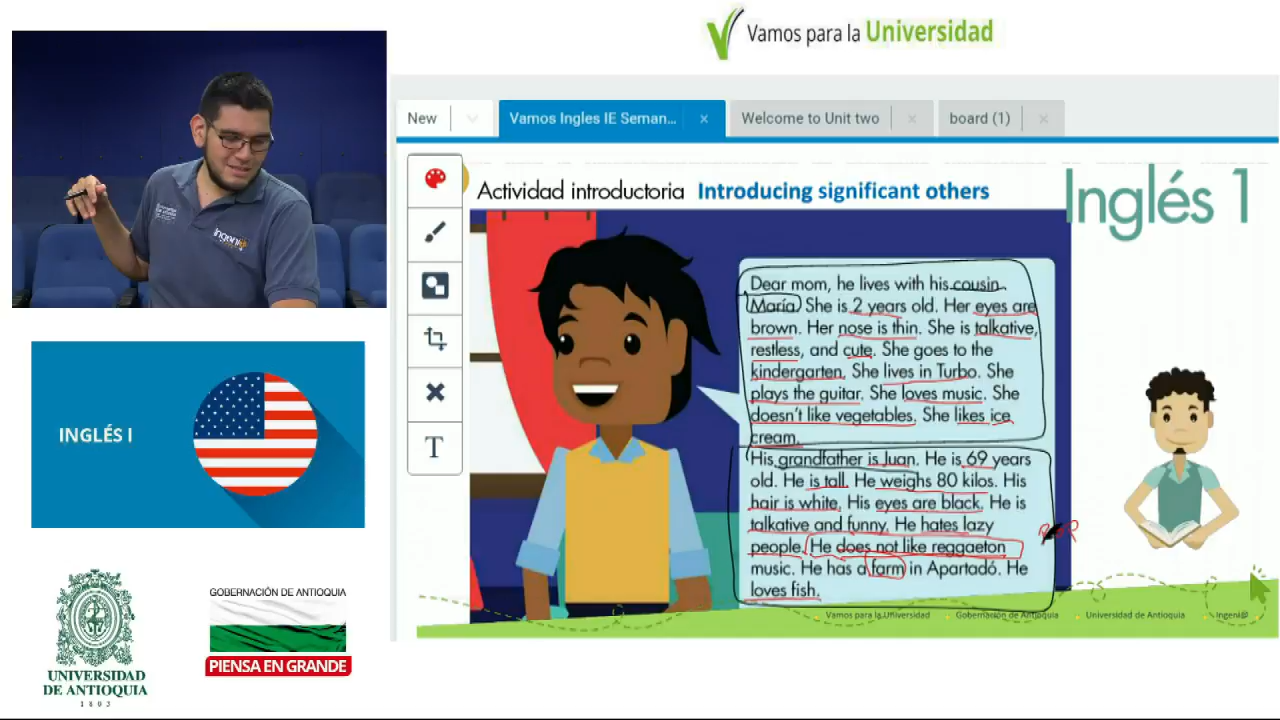 Vamos para la Universidad
New
Vamos Ingles IE Seman...
Welcome to Unit two
board (1)
Actividad introductoria Introducing significant others
Inglés 1
T
Dear mom, he lives with his cousin
María. She is 2 years old. Her eyes are
brown. Her nose is thin. She is talkative,
restless, and cute. She goes to the
kindergarten. She lives in Turbo. She
plays the guitar. She loves music. She
doesn't like vegetables. She likes ice
cream.
His grandfather is Juan. He is 69 years
old. He is tall. He weighs 80 kilos. His
hair is white. His eyes are black. He is
talkative and funny. He hates lazy
people. He does not like reggaeton
music. He has a farm in Apartadó. He
loves fish.
Vamos para la Universidad
Gobernación de Antioquia
Universidad de Antioquia
Ingeni@
INGLÉS I
UNIVERSIDAD
DE ANTIOQUIA
1803
GOBERNACIÓN DE ANTIOQUIA
PIENSA EN GRANDE